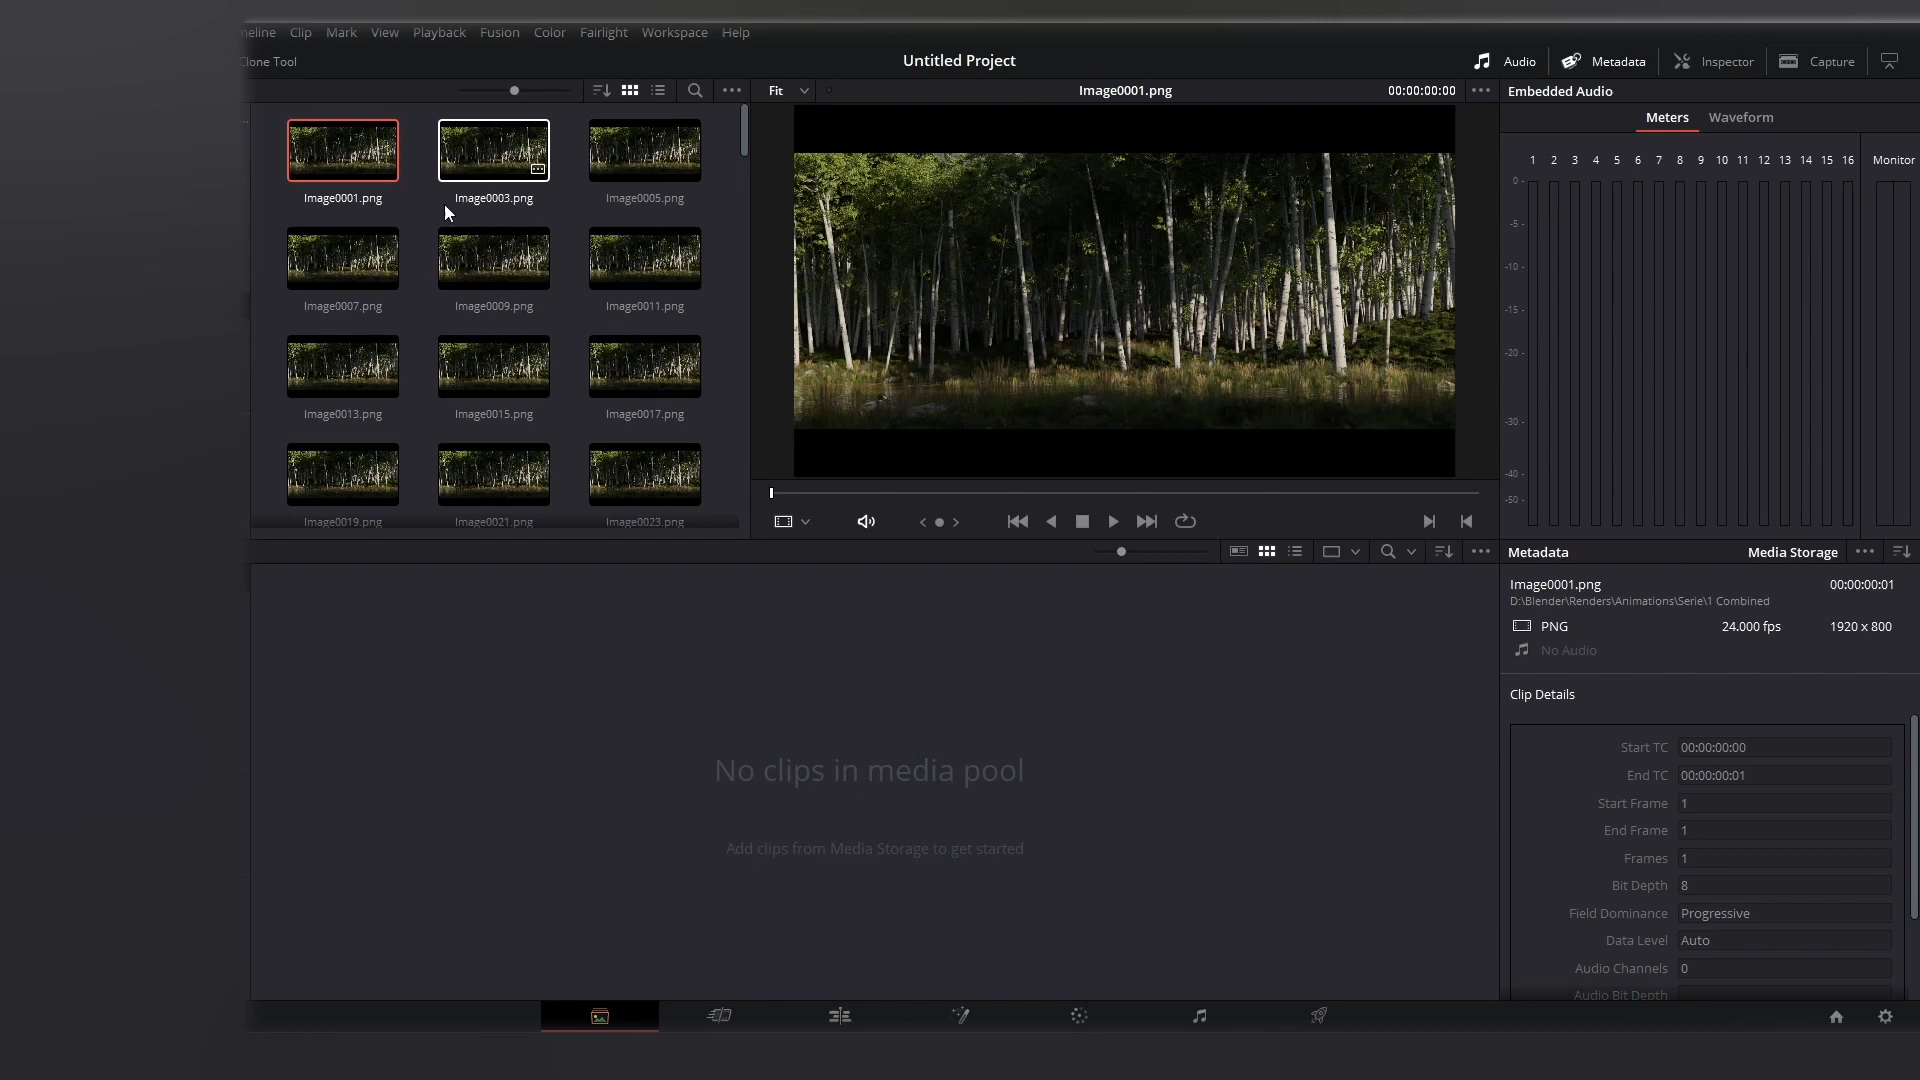 meline Clip Mark View Playback Fusion Color Fairlight Workspace Help
Clone Tool
Untitled Project
Audio Metadata Inspector Capture
Fit
Image0001.png
00:00:00:00
Embedded Audio
Meters Waveform
1 2 3 4 5 6 7 8 9 10 11 12 13 14 15 16 Monitor
0 -
-5 -
-10 -
-15 -
-20 -
-30 -
-40 -
-50 -
Image0001.png Image0003.png Image0005.png
Image0007.png Image0009.png Image0011.png
Image0013.png Image0015.png Image0017.png
Image0019.png Image0021.png Image0023.png
No clips in media pool
Add clips from Media Storage to get started
Metadata Media Storage
Image0001.png 00:00:00:01
D:\Blender\Renders\Animations\Serie\1 Combined
PNG 24.000 fps 1920 x 800
No Audio
Clip Details
Start TC 00:00:00:00
End TC 00:00:00:01
Start Frame 1
End Frame 1
Frames 1
Bit Depth 8
Field Dominance Progressive
Data Level Auto
Audio Channels 0
Audio Bit Depth